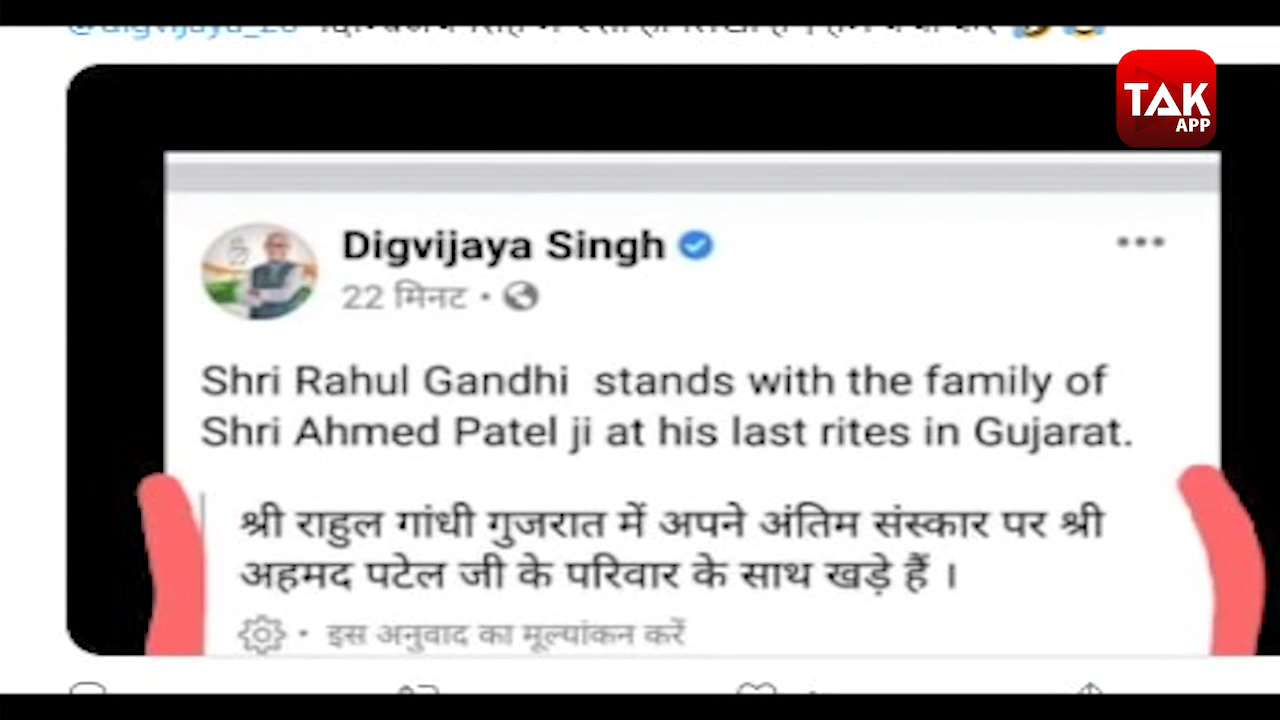 TAK
APP
Digvijaya Singh
22 मिनट
Shri Rahul Gandhi stands with the family of
Shri Ahmed Patel ji at his last rites in Gujarat.
श्री राहुल गांधी गुजरात में अपने अंतिम संस्कार पर श्री
अहमद पटेल जी के परिवार के साथ खड़े हैं ।
इस अनुवाद का मूल्यांकन करें